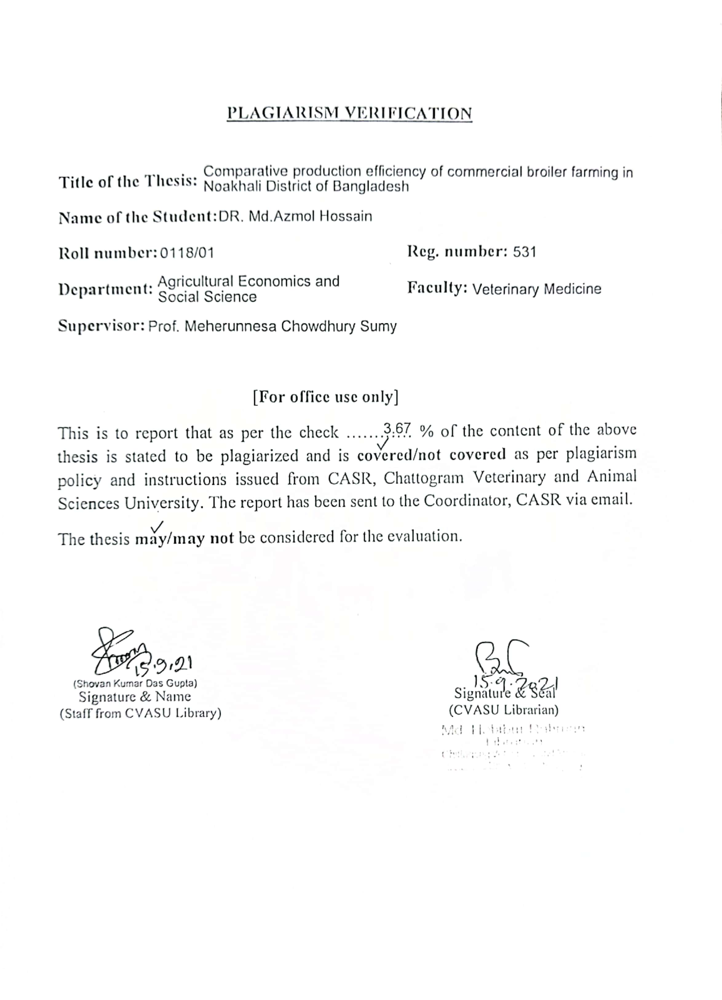 PLAGIARISM VERIFICATION
Title of the Thesis: Comparative production efficiency of commercial broiler farming in
Noakhali District of Bangladesh
Name of the Student:DR. Md.Azmol Hossain
Roll number: 0118/01 Reg. number: 531
Department: Agricultural Economics and
Social Science
Faculty: Veterinary Medicine
Supervisor: Prof. Meherunnesa Chowdhury Sumy
[For office use only]
This is to report that as per the check .......3.67 % of the content of the above
✓
thesis is stated to be plagiarized and is covered/not covered as per plagiarism
policy and instructions issued from CASR, Chattogram Veterinary and Animal
Sciences University. The report has been sent to the Coordinator, CASR via email.
✓
The thesis may/may not be considered for the evaluation.
15.9.21
(Shovan Kumar Das Gupta)
Signature & Name
(Staff from CVASU Library)
15.9.2021
Signature & Seal
(CVASU Librarian)
Md